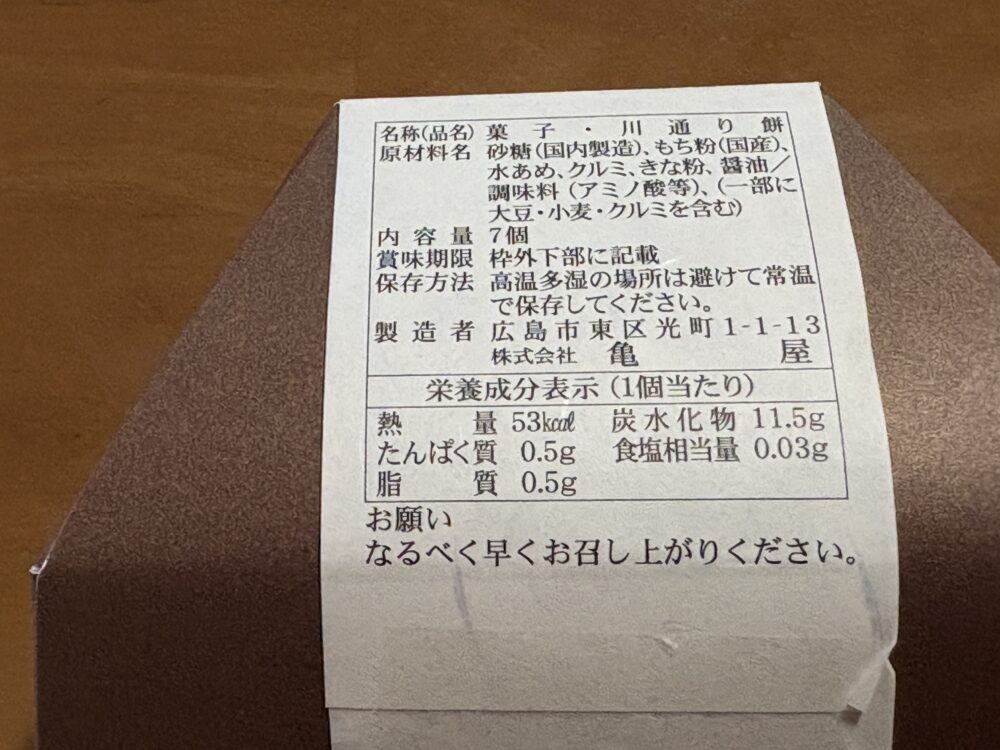 名称(品名) 菓子・川通り餅
原材料名 砂糖(国内製造)、もち粉(国産)、
水あめ、クルミ、きな粉、醤油／
調味料(アミノ酸等)、(一部に
大豆・小麦・クルミを含む)
内容量 7個
賞味期限 枠外下部に記載
保存方法 高温多湿の場所は避けて常温
で保存してください。
製造者 広島市東区光町1-1-13
株式会社 亀屋
栄養成分表示(1個当たり)
熱量 53kcal 炭水化物 11.5g
たんぱく質 0.5g 食塩相当量 0.03g
脂質 0.5g
お願い
なるべく早くお召し上がりください。